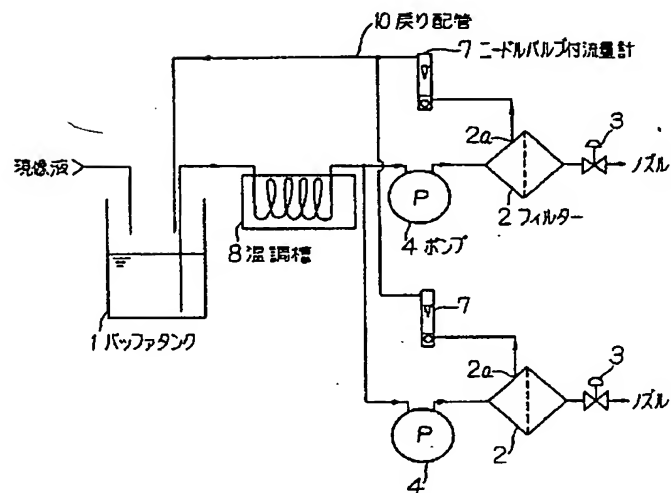 10 戻り配管
7 ニードルバルブ付流量計
現像液
2a
3
ノズル
P
2 フィルター
4 ポンプ
8 温調槽
1 バッファタンク
7
2a
3
ノズル
P
2
4